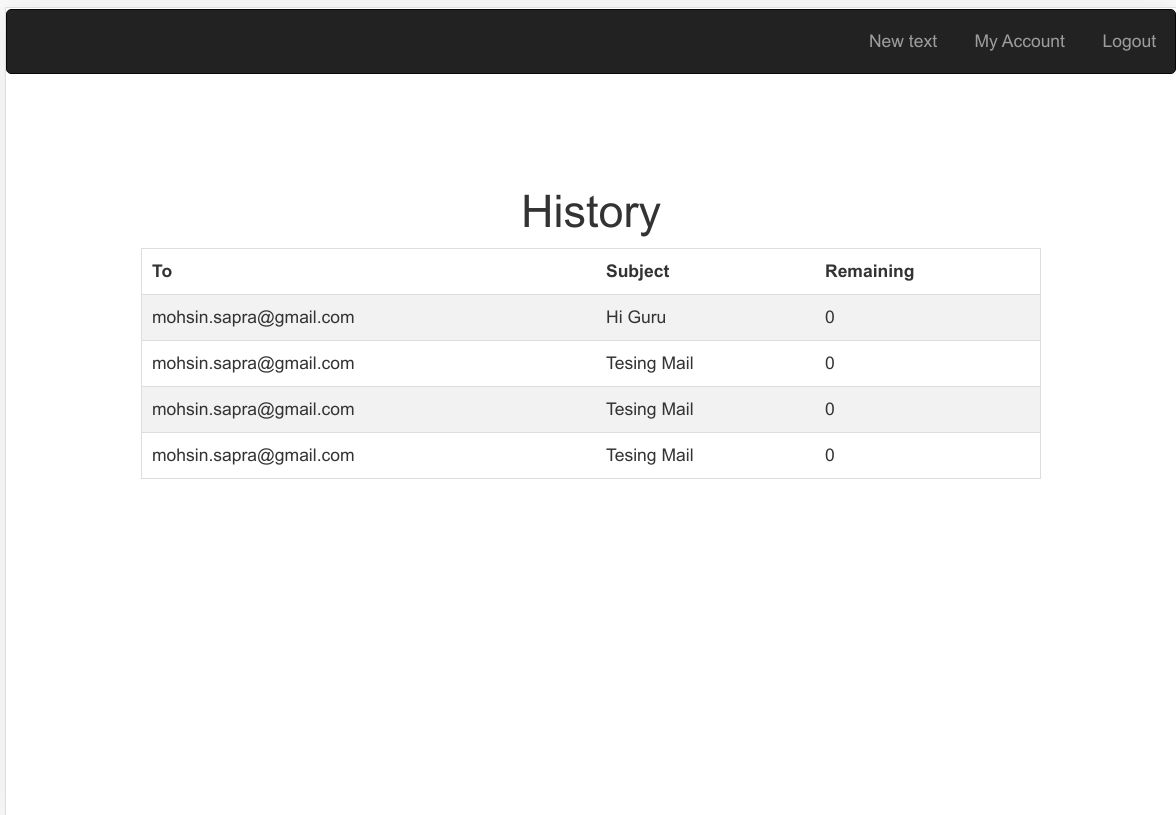 New text My Account Logout
History
To Subject Remaining
mohsin.sapra@gmail.com Hi Guru 0
mohsin.sapra@gmail.com Tesing Mail 0
mohsin.sapra@gmail.com Tesing Mail 0
mohsin.sapra@gmail.com Tesing Mail 0